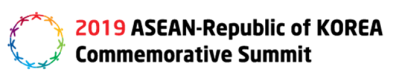 2019 ASEAN-Republic of KOREA
Commemorative Summit